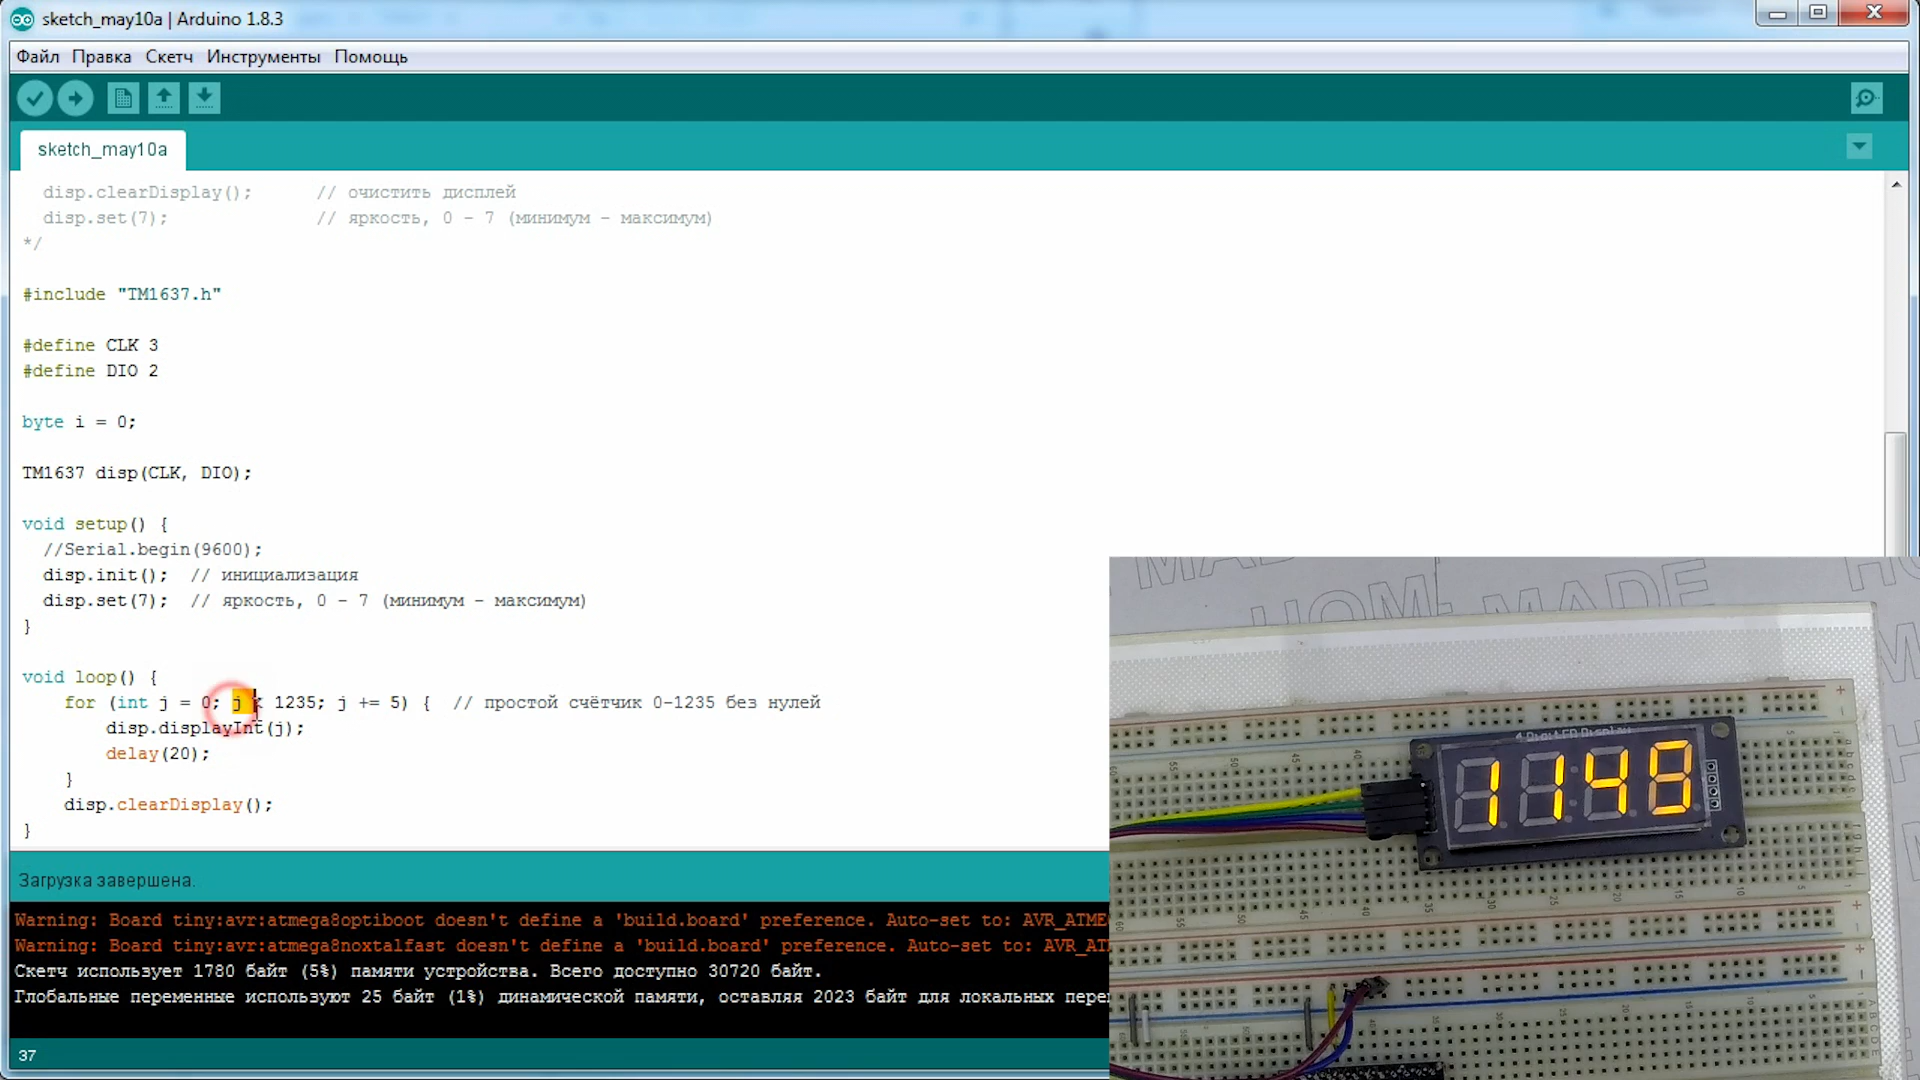 sketch_may10a | Arduino 1.8.3
Файл Правка Скетч Инструменты Помощь
sketch_may10a
disp.clearDisplay(); // очистить дисплей
disp.set(7); // яркость, 0 - 7 (минимум - максимум)
*/
#include "TM1637.h"
#define CLK 3
#define DIO 2
byte i = 0;
TM1637 disp(CLK, DIO);
void setup() {
//Serial.begin(9600);
disp.init(); // инициализация
disp.set(7); // яркость, 0 - 7 (минимум - максимум)
}
void loop() {
for (int j = 0; j < 1235; j += 5) { // простой счётчик 0-1235 без нулей
disp.displayInt(j);
delay(20);
}
disp.clearDisplay();
}
Загрузка завершена.
Warning: Board tiny:avr:atmega8optiboot doesn't define a 'build.board' preference. Auto-set to: AVR_ATME
Warning: Board tiny:avr:atmega8noxtalfast doesn't define a 'build.board' preference. Auto-set to: AVR_AT
Скетч использует 1780 байт (5%) памяти устройства. Всего доступно 30720 байт.
Глобальные переменные используют 25 байт (1%) динамической памяти, оставляя 2023 байт для локальных пере
37
HOME MADE
4 Digit LED Display
1148